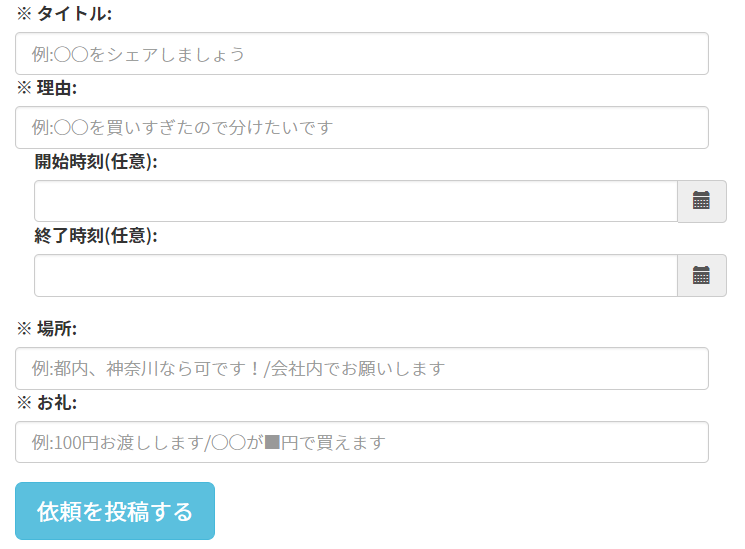 ※ タイトル:
例:〇〇をシェアしましょう
※ 理由:
例:〇〇を買いすぎたので分けたいです
開始時刻(任意):
終了時刻(任意):
※ 場所:
例:都内、神奈川なら可です！/会社内でお願いします
※ お礼:
例:100円お渡しします/〇〇が■円で買えます
依頼を投稿する